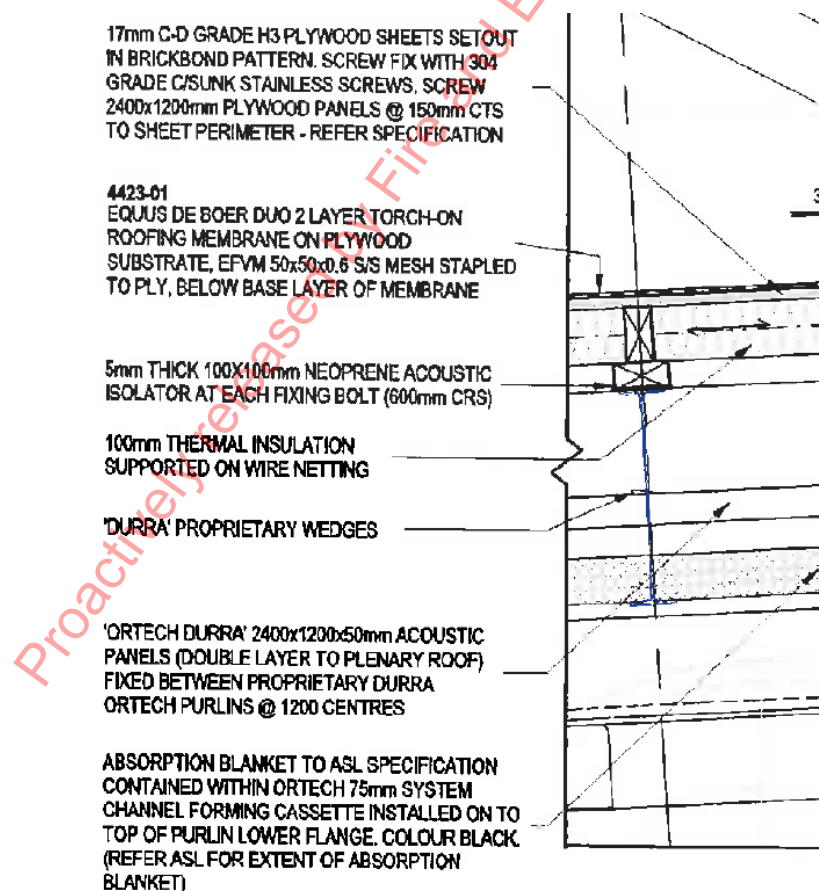 17mm C-D GRADE H3 PLYWOOD SHEETS SETOUT
IN BRICKBOND PATTERN. SCREW FIX WITH 304
GRADE C/SUNK STAINLESS SCREWS, SCREW
2400x1200mm PLYWOOD PANELS @ 150mm CTS
TO SHEET PERIMETER - REFER SPECIFICATION
4423-01
EQUUS DE BOER DUO 2 LAYER TORCH-ON
ROOFING MEMBRANE ON PLYWOOD
SUBSTRATE, EFVM 50x50x0.6 S/S MESH STAPLED
TO PLY, BELOW BASE LAYER OF MEMBRANE
5mm THICK 100X100mm NEOPRENE ACOUSTIC
ISOLATOR AT EACH FIXING BOLT (600mm CRS)
100mm THERMAL INSULATION
SUPPORTED ON WIRE NETTING
'DURRA' PROPRIETARY WEDGES
'ORTECH DURRA' 2400x1200x50mm ACOUSTIC
PANELS (DOUBLE LAYER TO PLENARY ROOF)
FIXED BETWEEN PROPRIETARY DURRA
ORTECH PURLINS @ 1200 CENTRES
ABSORPTION BLANKET TO ASL SPECIFICATION
CONTAINED WITHIN ORTECH 75mm SYSTEM
CHANNEL FORMING CASSETTE INSTALLED ON TO
TOP OF PURLIN LOWER FLANGE. COLOUR BLACK.
(REFER ASL FOR EXTENT OF ABSORPTION
BLANKET)
3
Proactively released by Fire and E